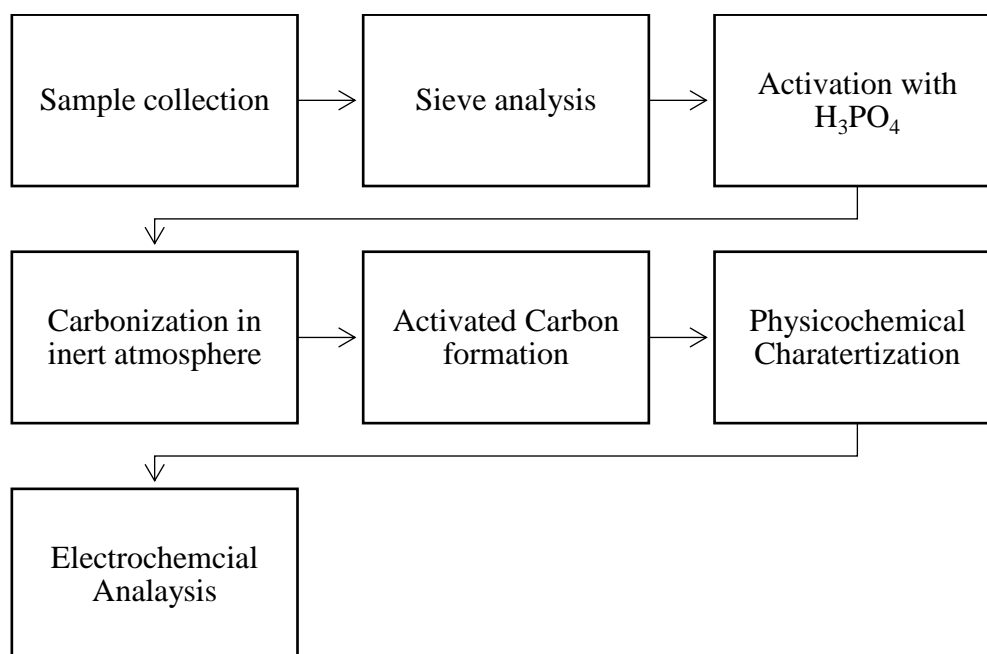 Sample collection
Sieve analysis
Activation with
H₃PO₄
Carbonization in
inert atmosphere
Activated Carbon
formation
Physicochemical
Charatertization
Electrochemcial
Analaysis